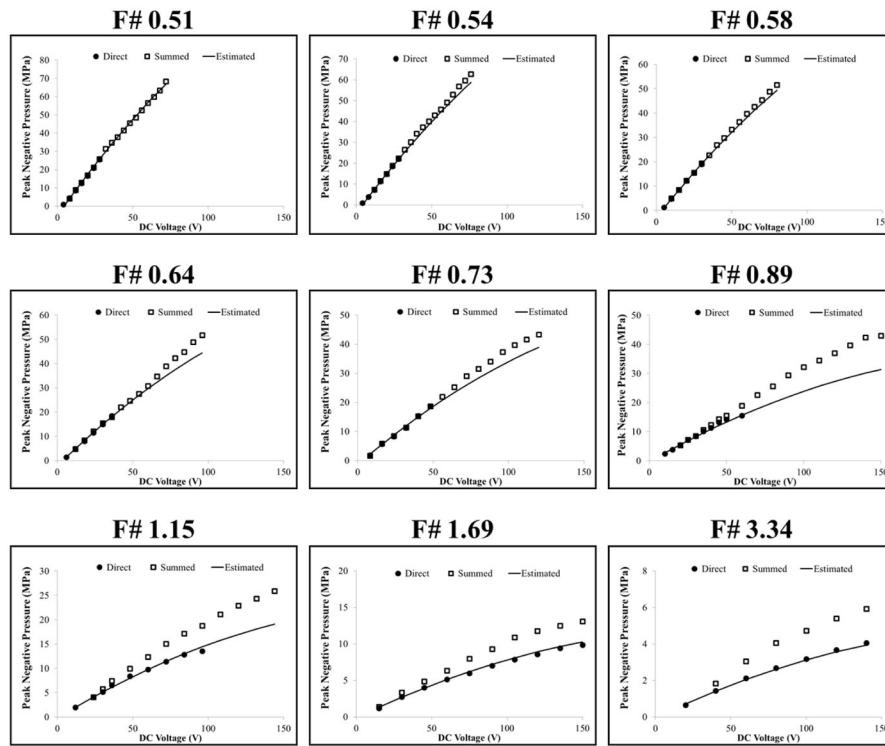 F# 0.51
F# 0.54
F# 0.58
Peak Negative Pressure (MPa)
80
70
60
50
40
30
20
10
0
Direct
Summed
Estimated
0
50
100
150
DC Voltage (V)
Peak Negative Pressure (MPa)
70
60
50
40
30
20
10
0
Direct
Summed
Estimated
0
50
100
150
DC Voltage (V)
Peak Negative Pressure (MPa)
60
50
40
30
20
10
0
Direct
Summed
Estimated
0
50
100
150
DC Voltage (V)
F# 0.64
F# 0.73
F# 0.89
Peak Negative Pressure (MPa)
60
50
40
30
20
10
0
Direct
Summed
Estimated
0
50
100
150
DC Voltage (V)
Peak Negative Pressure (MPa)
50
40
30
20
10
0
Direct
Summed
Estimated
0
50
100
150
DC Voltage (V)
Peak Negative Pressure (MPa)
50
40
30
20
10
0
Direct
Summed
Estimated
0
50
100
150
DC Voltage (V)
F# 1.15
F# 1.69
F# 3.34
Peak Negative Pressure (MPa)
30
25
20
15
10
5
0
Direct
Summed
Estimated
0
50
100
150
DC Voltage (V)
Peak Negative Pressure (MPa)
20
15
10
5
0
Direct
Summed
Estimated
0
50
100
150
DC Voltage (V)
Peak Negative Pressure (MPa)
8
6
4
2
0
Direct
Summed
Estimated
0
50
100
150
DC Voltage (V)